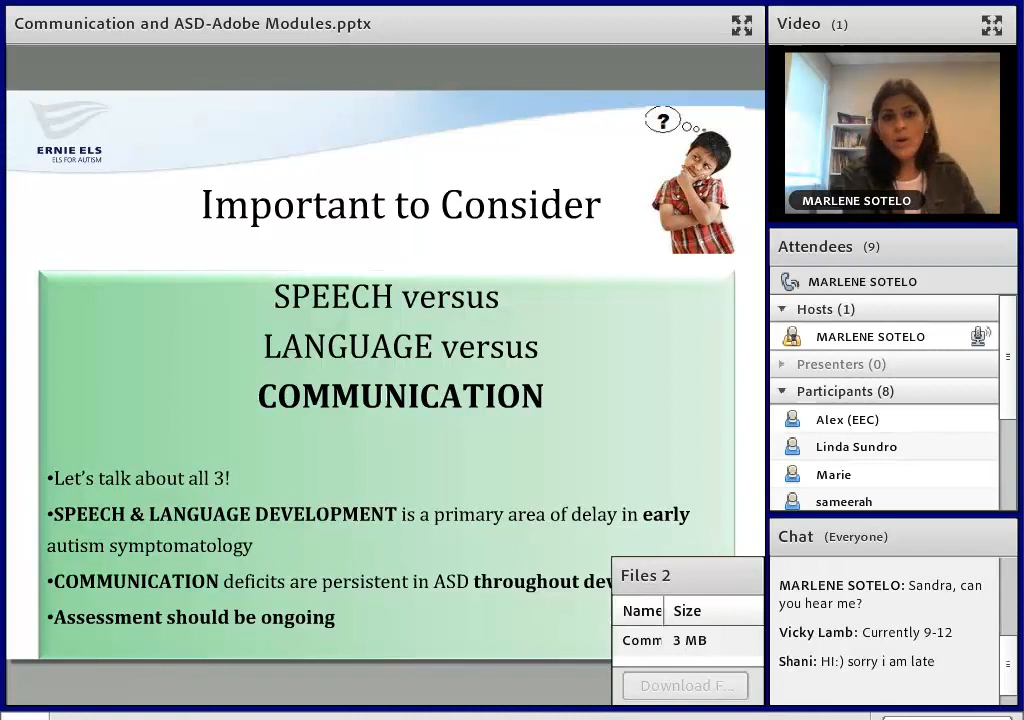 Communication and ASD-Adobe Modules.pptx
ERNIE ELS
ELS FOR AUTISM
?
Important to Consider
SPEECH versus
LANGUAGE versus
COMMUNICATION
•Let's talk about all 3!
•SPEECH & LANGUAGE DEVELOPMENT is a primary area of delay in early
autism symptomatology
•COMMUNICATION deficits are persistent in ASD throughout dev
•Assessment should be ongoing
Files 2
Name Size
Comm 3 MB
Download F...
Video (1)
MARLENE SOTELO
Attendees (9)
MARLENE SOTELO
Hosts (1)
MARLENE SOTELO
Presenters (0)
Participants (8)
Alex (EEC)
Linda Sundro
Marie
sameerah
Chat (Everyone)
MARLENE SOTELO: Sandra, can
you hear me?
Vicky Lamb: Currently 9-12
Shani: HI:) sorry i am late